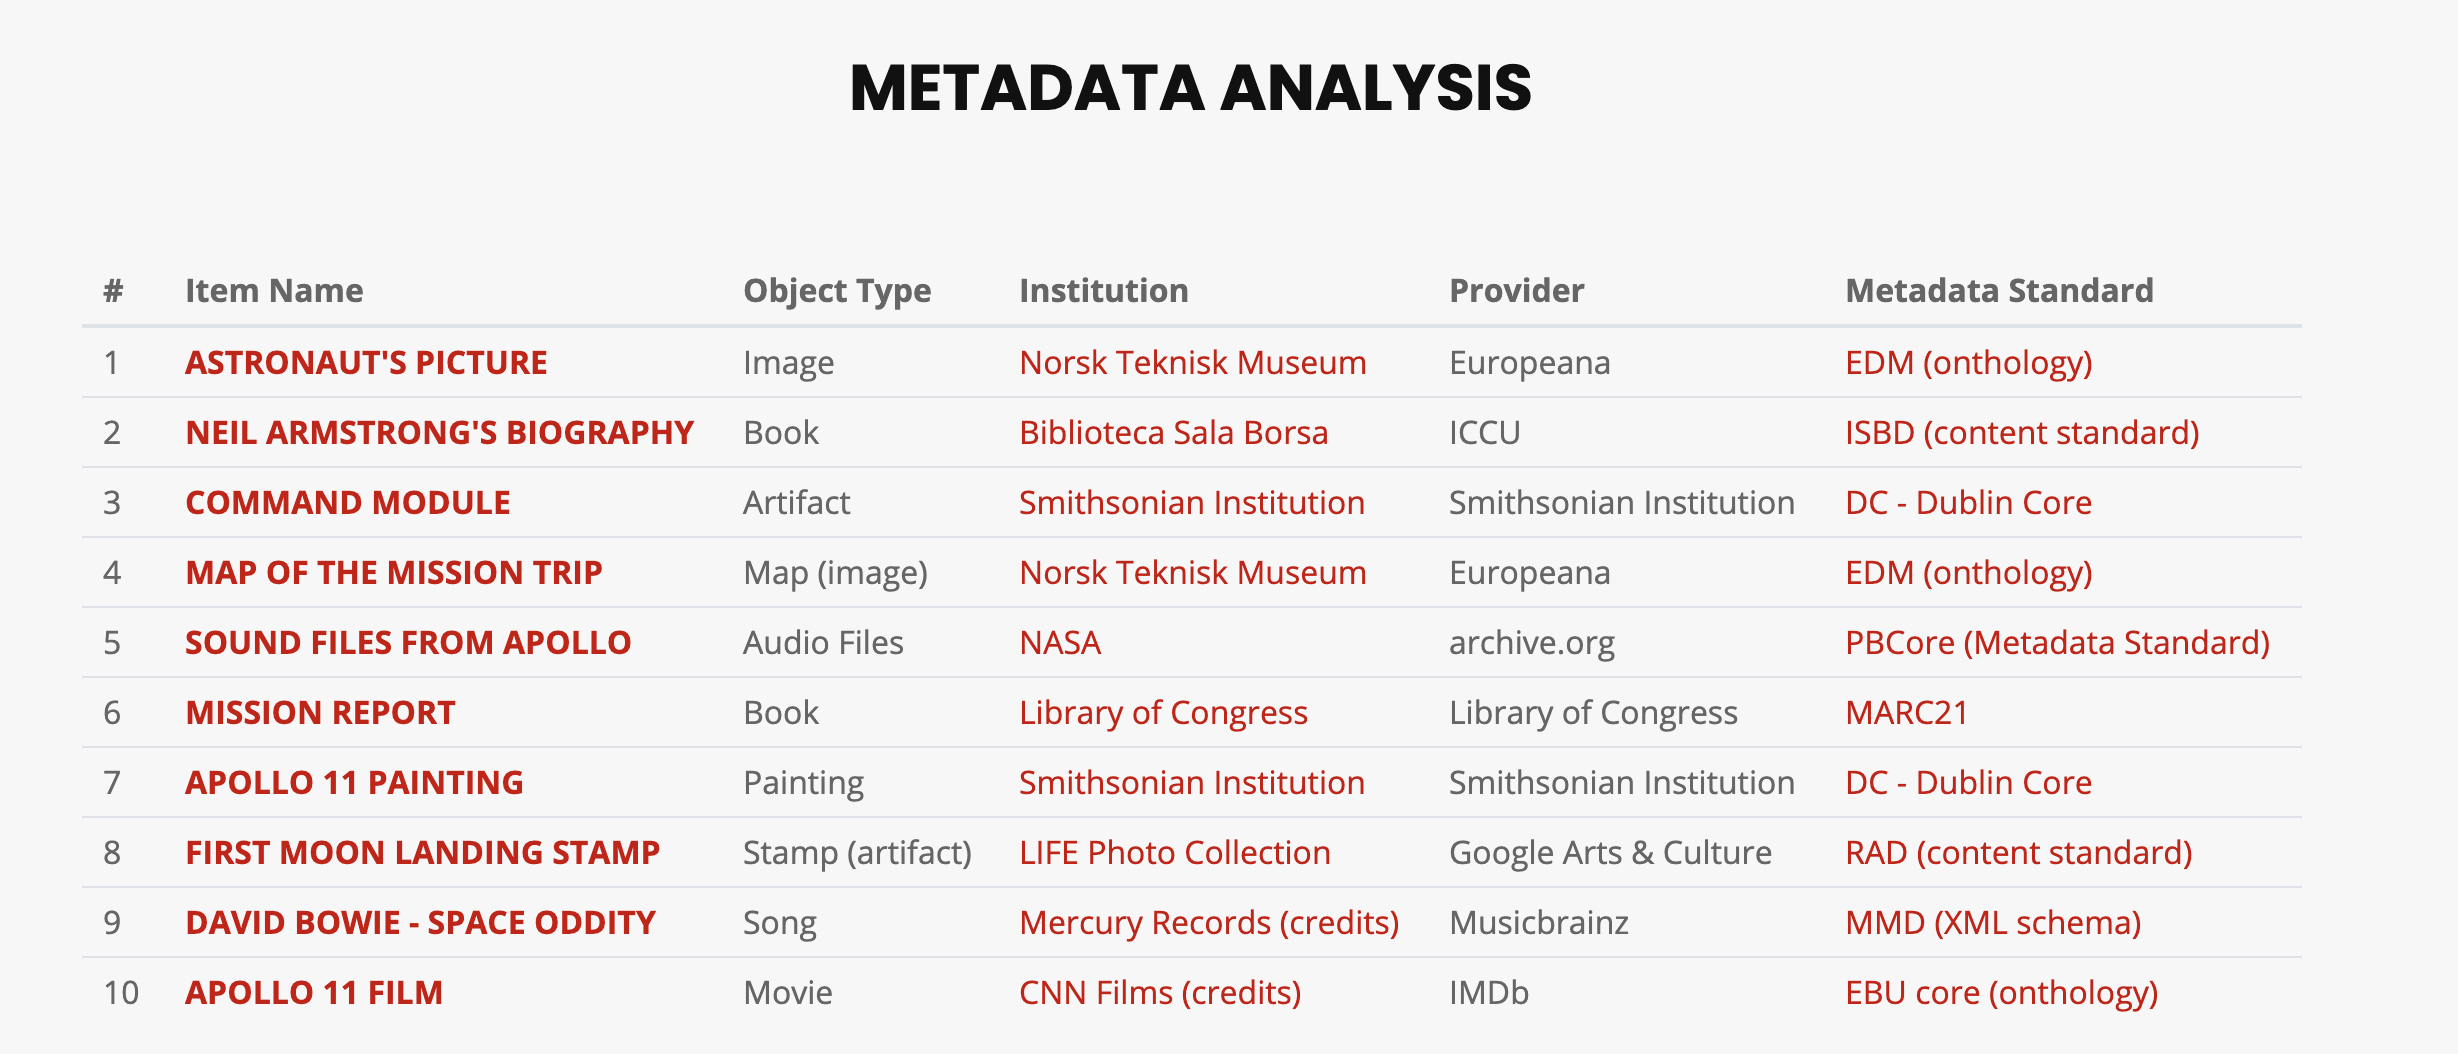 METADATA ANALYSIS
# Item Name Object Type Institution Provider Metadata Standard
1 ASTRONAUT'S PICTURE Image Norsk Teknisk Museum Europeana EDM (onthology)
2 NEIL ARMSTRONG'S BIOGRAPHY Book Biblioteca Sala Borsa ICCU ISBD (content standard)
3 COMMAND MODULE Artifact Smithsonian Institution Smithsonian Institution DC - Dublin Core
4 MAP OF THE MISSION TRIP Map (image) Norsk Teknisk Museum Europeana EDM (onthology)
5 SOUND FILES FROM APOLLO Audio Files NASA archive.org PBCore (Metadata Standard)
6 MISSION REPORT Book Library of Congress Library of Congress MARC21
7 APOLLO 11 PAINTING Painting Smithsonian Institution Smithsonian Institution DC - Dublin Core
8 FIRST MOON LANDING STAMP Stamp (artifact) LIFE Photo Collection Google Arts & Culture RAD (content standard)
9 DAVID BOWIE - SPACE ODDITY Song Mercury Records (credits) Musicbrainz MMD (XML schema)
10 APOLLO 11 FILM Movie CNN Films (credits) IMDb EBU core (onthology)